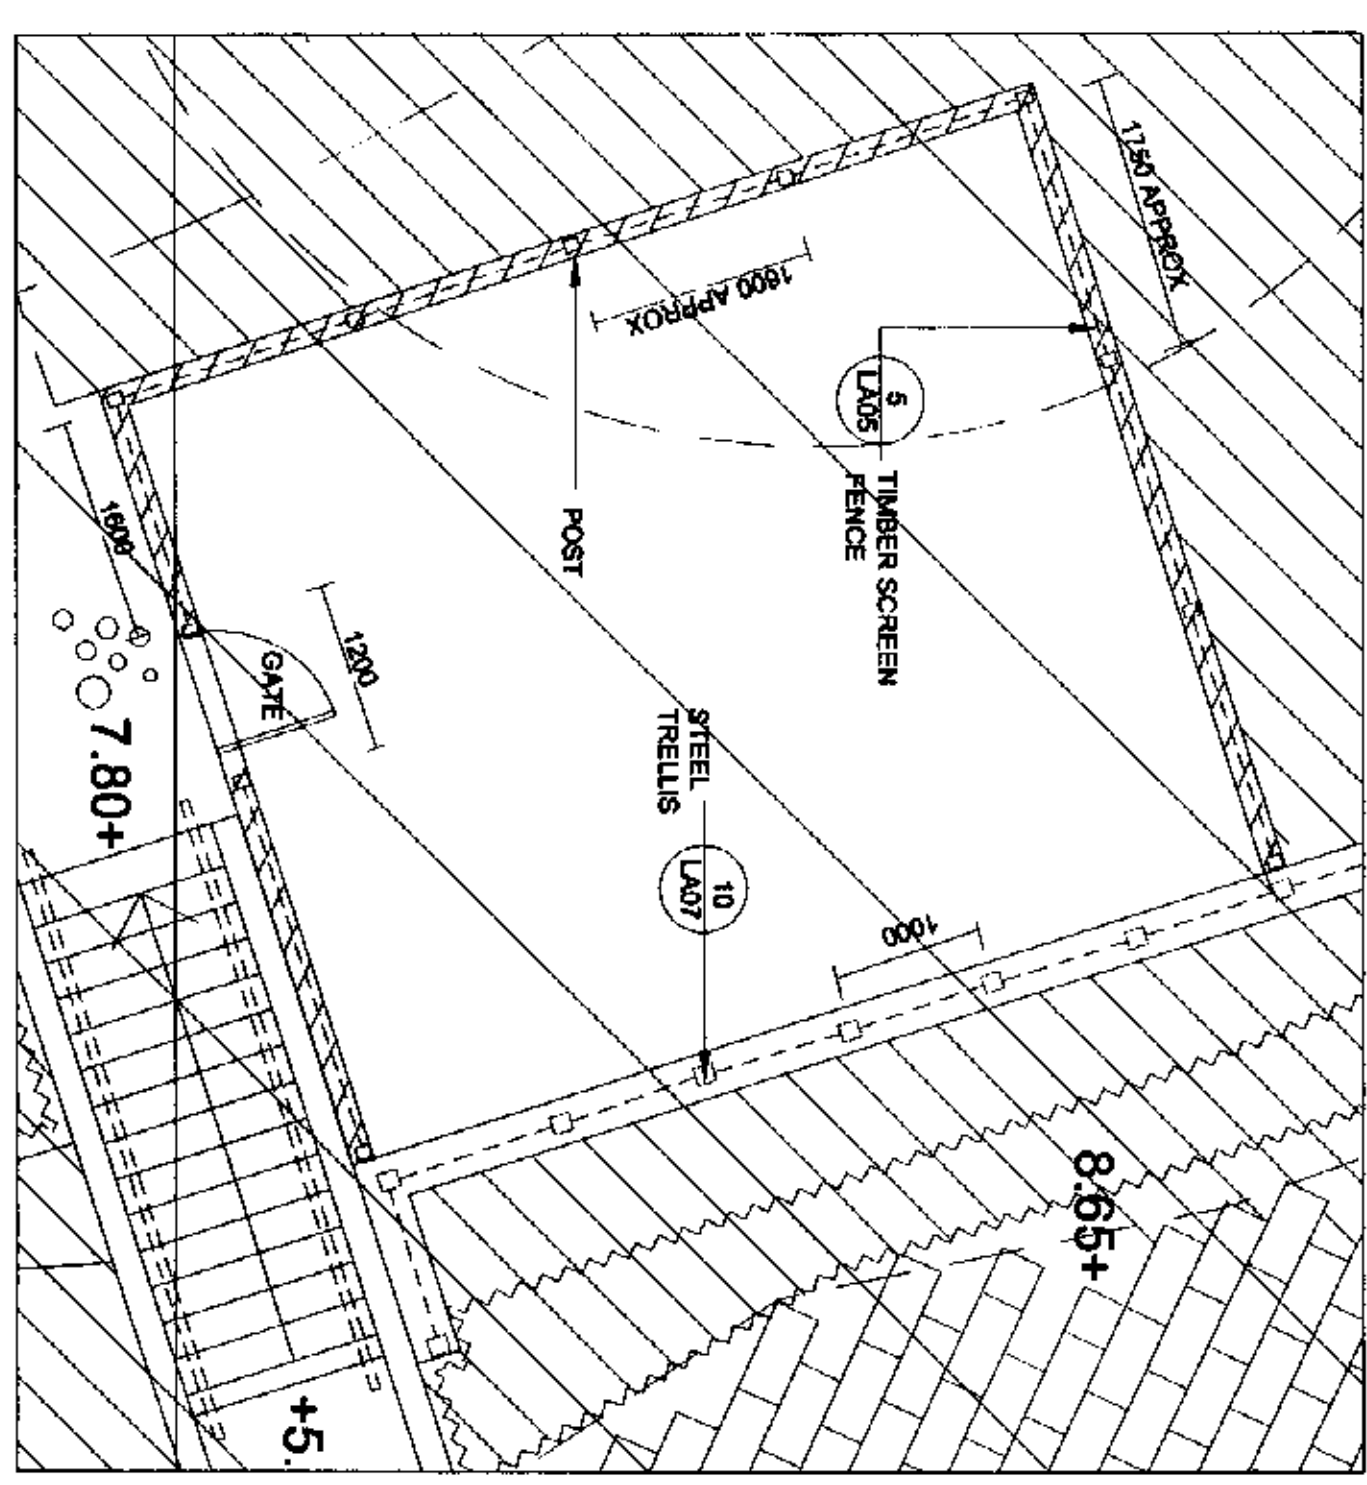 1750 APPROX
1600 APPROX
5
LA05
TIMBER SCREEN
FENCE
POST
1600
1200
GATE
STEEL
TRELLIS
10
LA07
1000
7.80+
8.65+
+5.